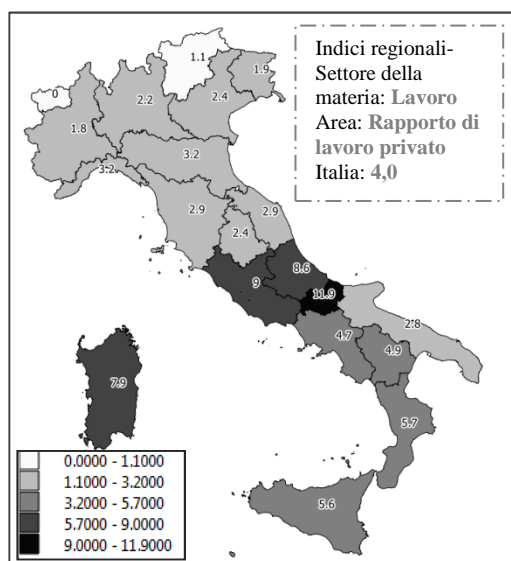 Indici regionali-
Settore della
materia: Lavoro
Area: Rapporto di
lavoro privato
Italia: 4,0
1.1
1.9
0
2.2
2.4
1.8
3.2
3.2
2.9
2.9
2.4
8.6
9
11.9
4.7
2.8
4.9
7.9
5.7
5.6
0.0000 - 1.1000
1.1000 - 3.2000
3.2000 - 5.7000
5.7000 - 9.0000
9.0000 - 11.9000